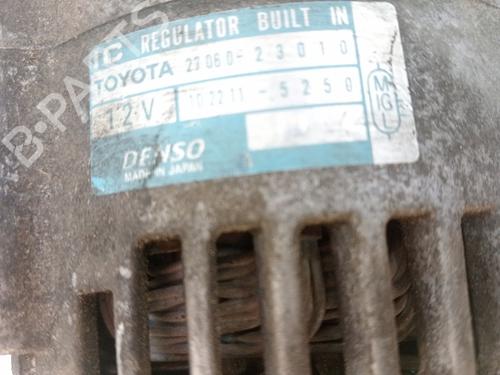 IC REGULATOR BUILT IN
TOYOTA 27060-23010
12V 102211-5250
M
IG
L
DENSO
MADE IN JAPAN
B-PARTS